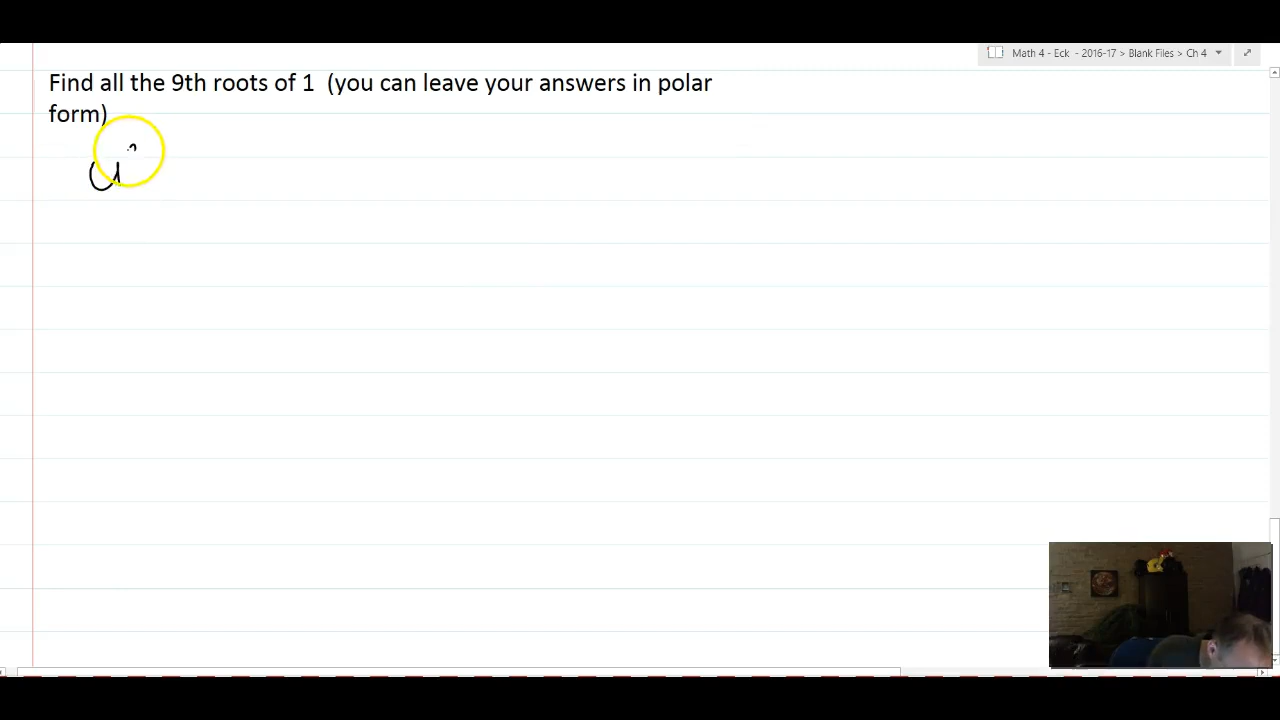 Math 4 - Eck - 2016-17 > Blank Files > Ch 4
Find all the 9th roots of 1 (you can leave your answers in polar
form)
u